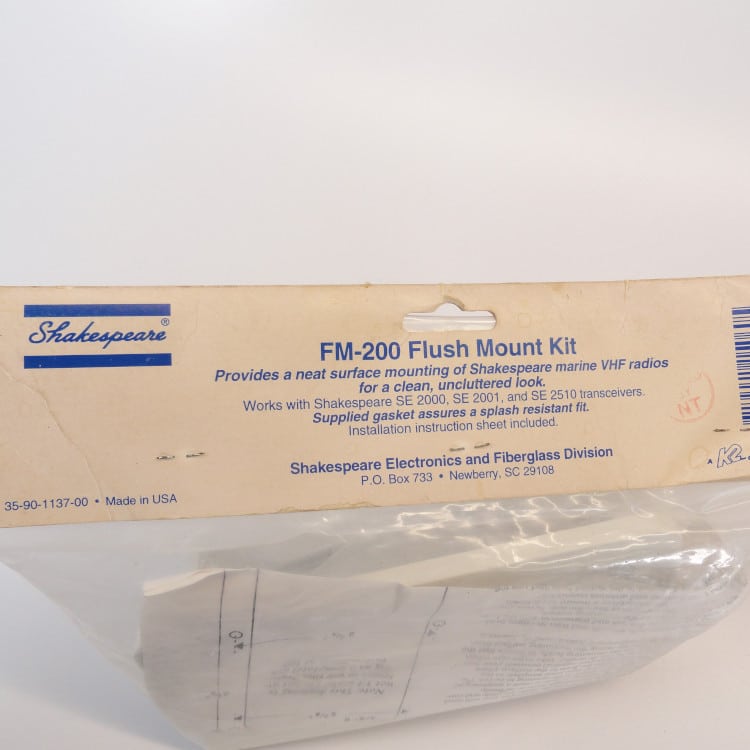 Shakespeare®
FM-200 Flush Mount Kit
Provides a neat surface mounting of Shakespeare marine VHF radios
for a clean, uncluttered look.
Works with Shakespeare SE 2000, SE 2001, and SE 2510 transceivers.
Supplied gasket assures a splash resistant fit.
Installation instruction sheet included.
NT
Shakespeare Electronics and Fiberglass Division
P.O. Box 733 • Newberry, SC 29108
K2
35-90-1137-00 • Made in USA